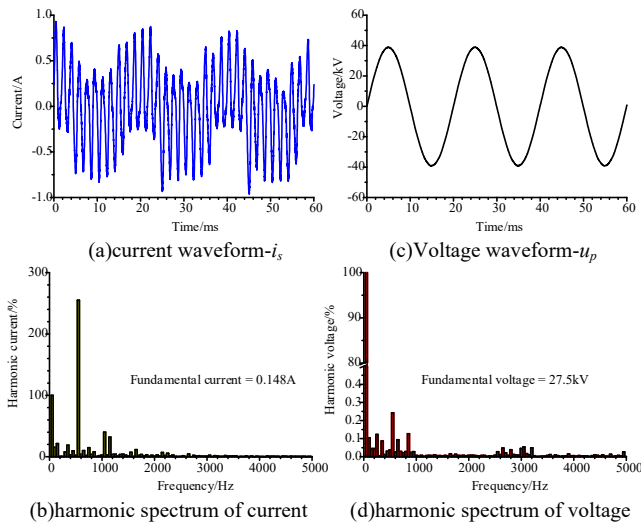 1.0
0.5
0.0
-0.5
-1.0
Current/A
0 10 20 30 40 50 60
Time/ms
(a)current waveform-i_s
60
40
20
0
-20
-40
-60
Voltage/kV
0 10 20 30 40 50 60
Time/ms
(c)Voltage waveform-u_p
300
200
100
0
Harmonic current/%
Fundamental current = 0.148A
0 1000 2000 3000 4000 5000
Frequency/Hz
(b)harmonic spectrum of current
100
90
80
0.4
0.3
0.2
0.1
0.0
Harmonic voltage/%
Fundamental voltage = 27.5kV
0 1000 2000 3000 4000 5000
Frequency/Hz
(d)harmonic spectrum of voltage